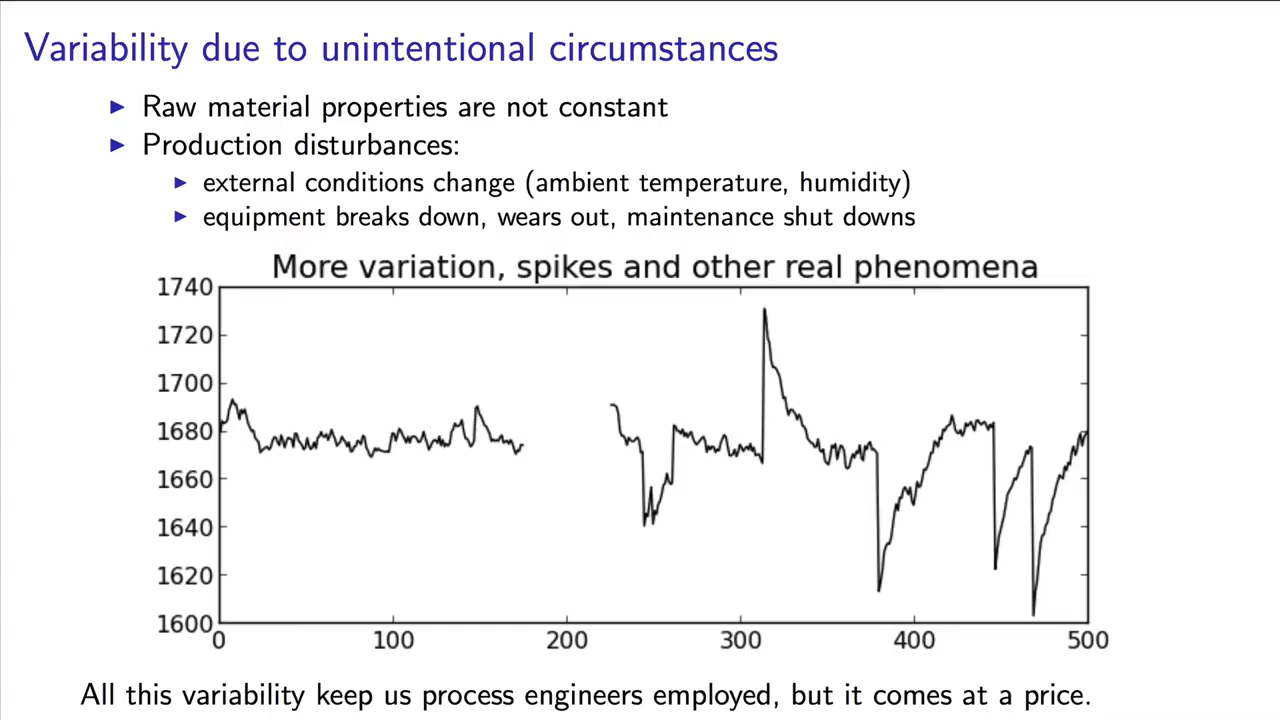 Variability due to unintentional circumstances
Raw material properties are not constant
Production disturbances:
external conditions change (ambient temperature, humidity)
equipment breaks down, wears out, maintenance shut downs
More variation, spikes and other real phenomena
1740
1720
1700
1680
1660
1640
1620
1600
0 100 200 300 400 500
All this variability keep us process engineers employed, but it comes at a price.